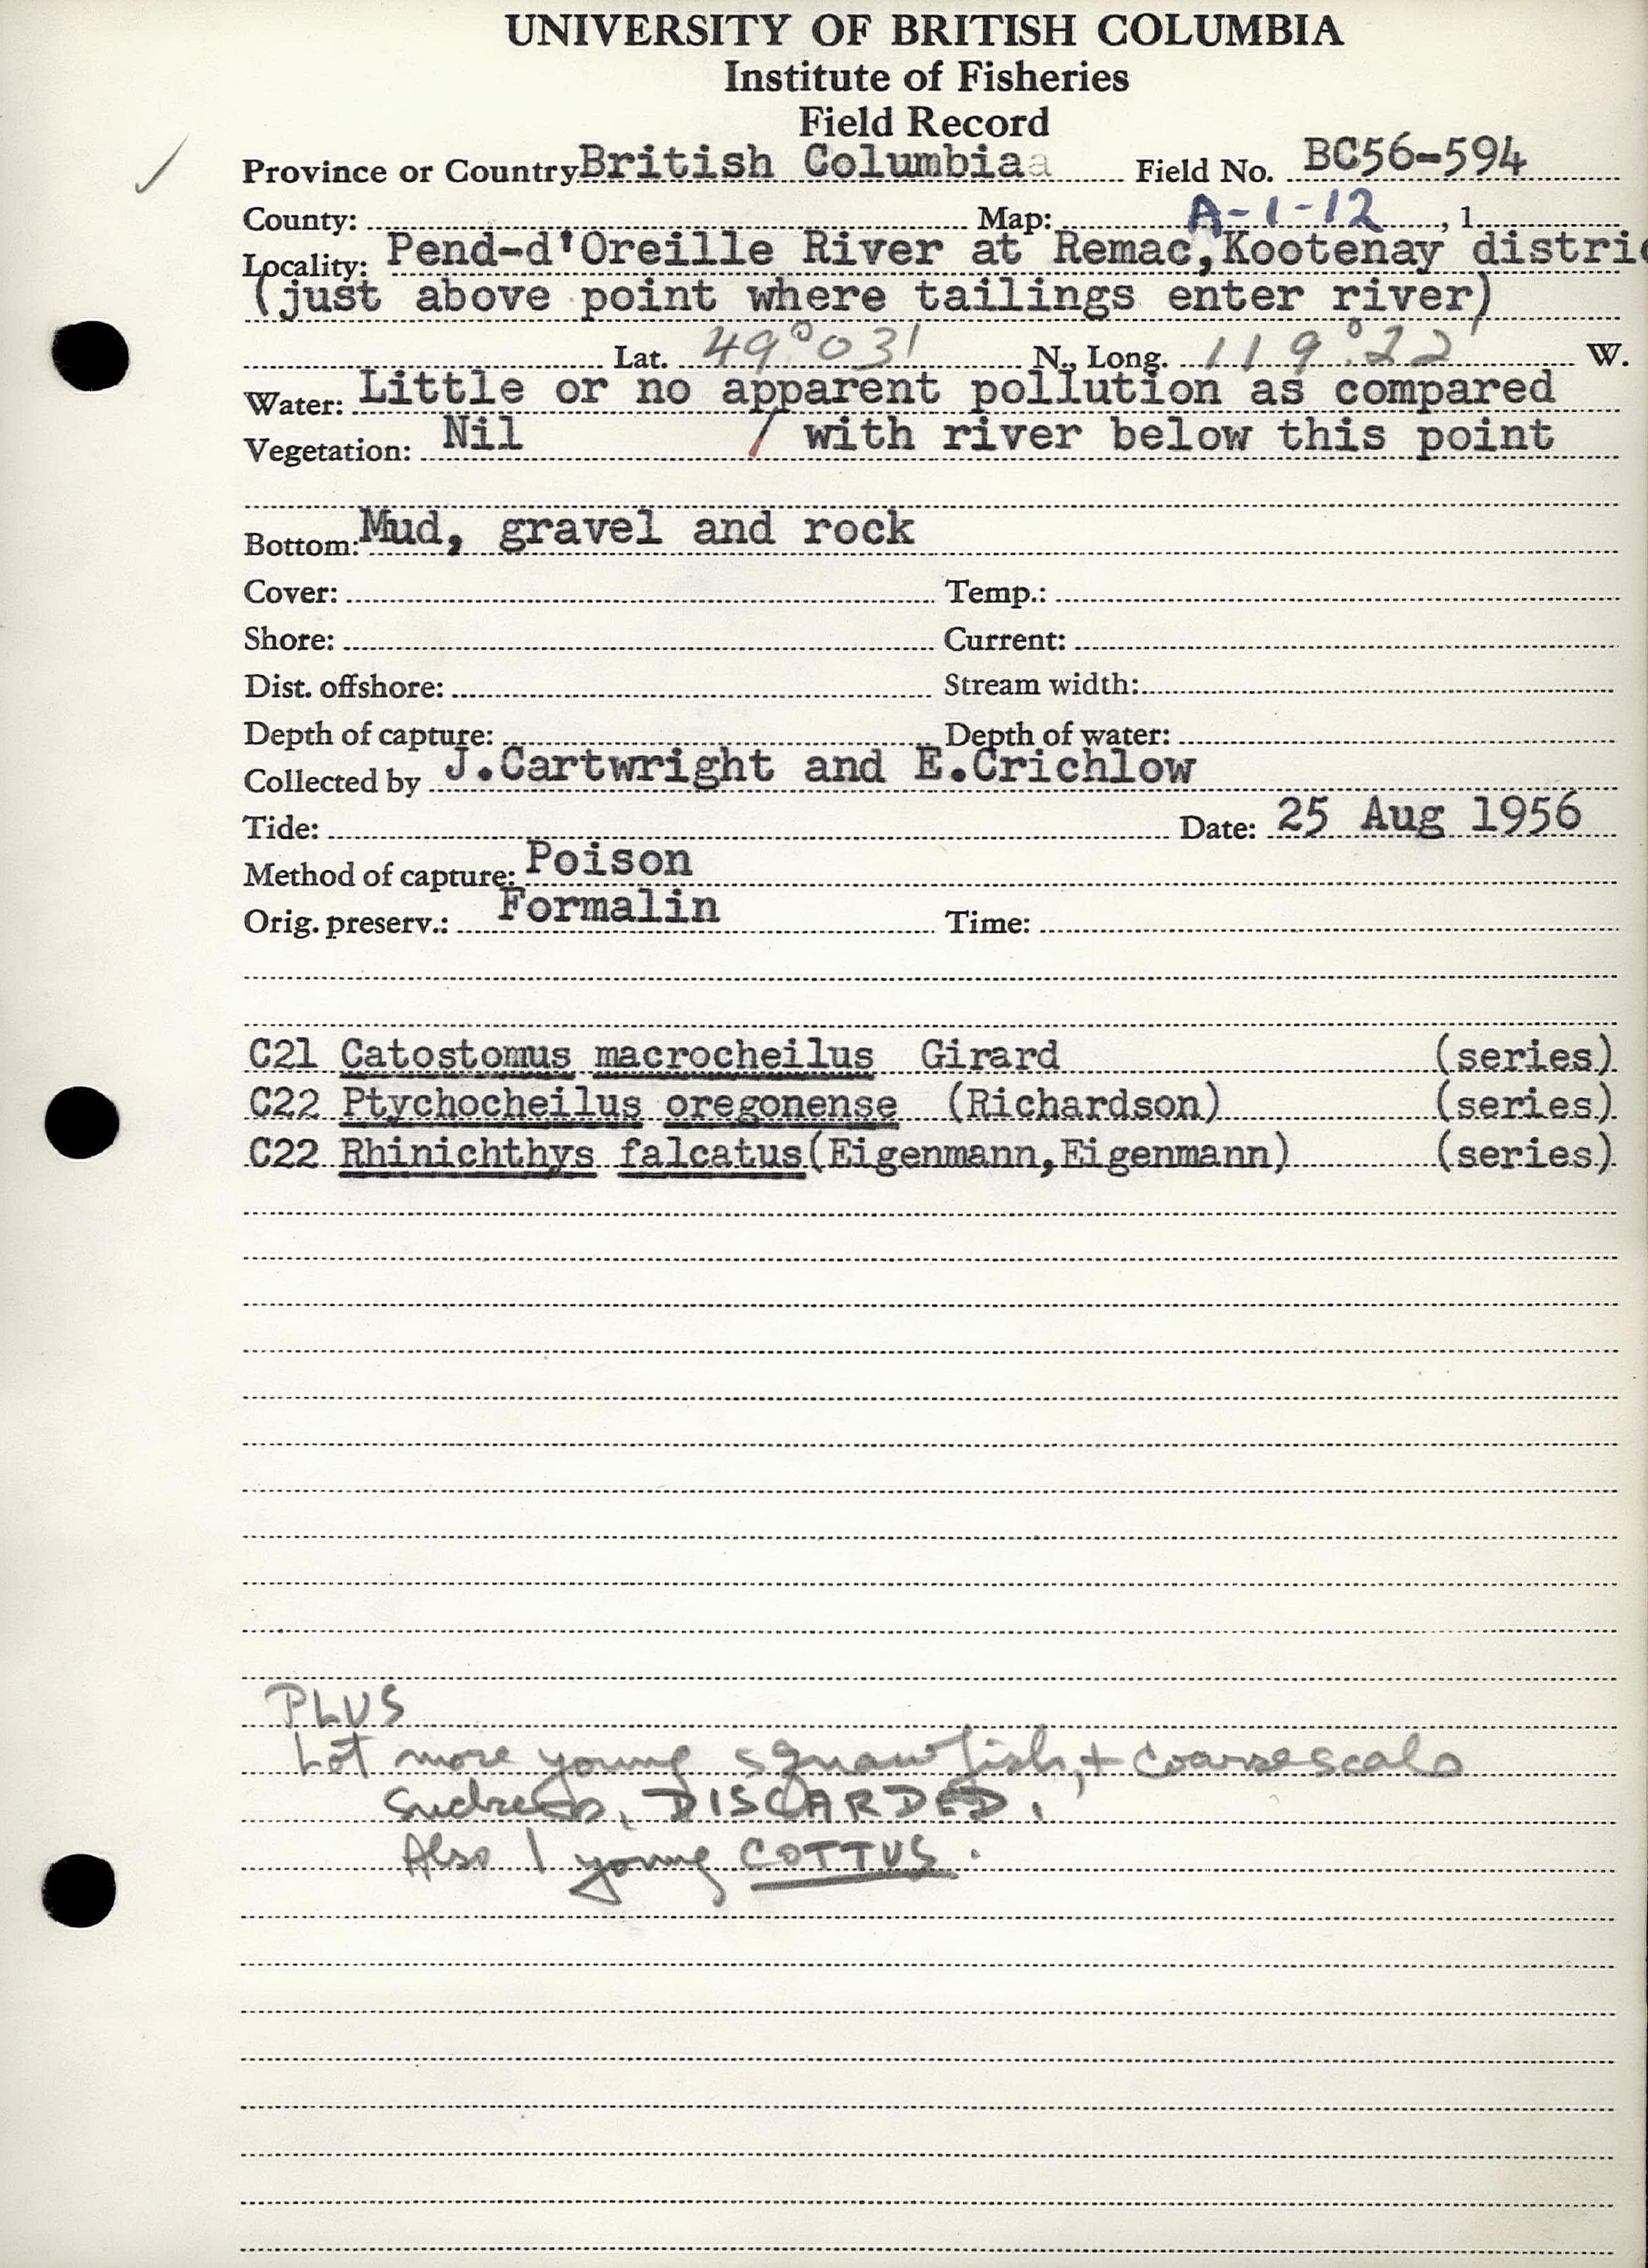 UNIVERSITY OF BRITISH COLUMBIA
Institute of Fisheries
Field Record
Province or Country British Columbiaa Field No. BC56-594
County: Map: A-1-12, 1
Locality: Pend-d'Oreille River at Remac, Kootenay distric
(just above point where tailings enter river)
Lat. 49° 03' N., Long. 119° 22' W.
Water: Little or no apparent pollution as compared
Vegetation: Nil / with river below this point
Bottom: Mud, gravel and rock
Cover: Temp.:
Shore: Current:
Dist. offshore: Stream width:
Depth of capture: Depth of water:
Collected by J.Cartwright and E.Crichlow
Tide: Date: 25 Aug 1956
Method of capture: Poison
Orig. preserv.: Formalin Time:
C21 Catostomus macrocheilus Girard (series)
C22 Ptychocheilus oregonense (Richardson) (series)
C22 Rhinichthys falcatus(Eigenmann,Eigenmann) (series)
PLUS
Lot more young squawfish, + coarsescale
Suckers, DISCARDED.
Also 1 young COTTUS.